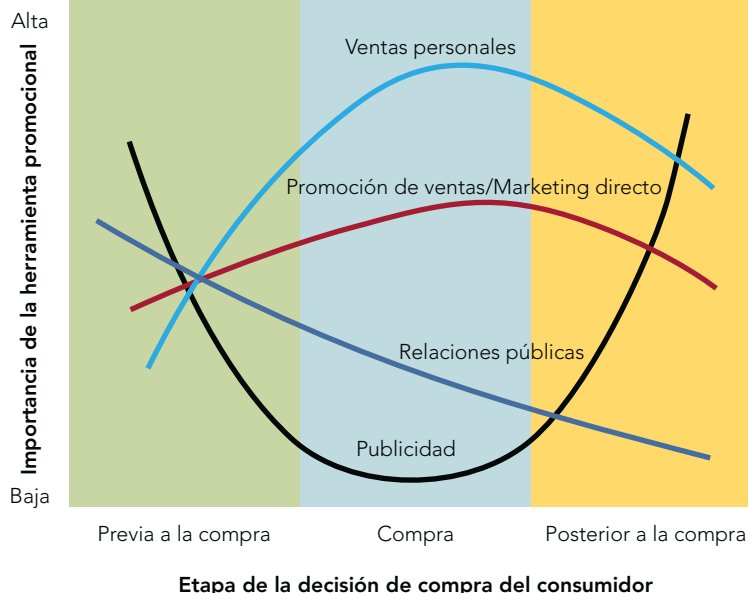 Alta
Importancia de la herramienta promocional
Ventas personales
Promoción de ventas/Marketing directo
Relaciones públicas
Publicidad
Baja
Previa a la compra
Compra
Posterior a la compra
Etapa de la decisión de compra del consumidor